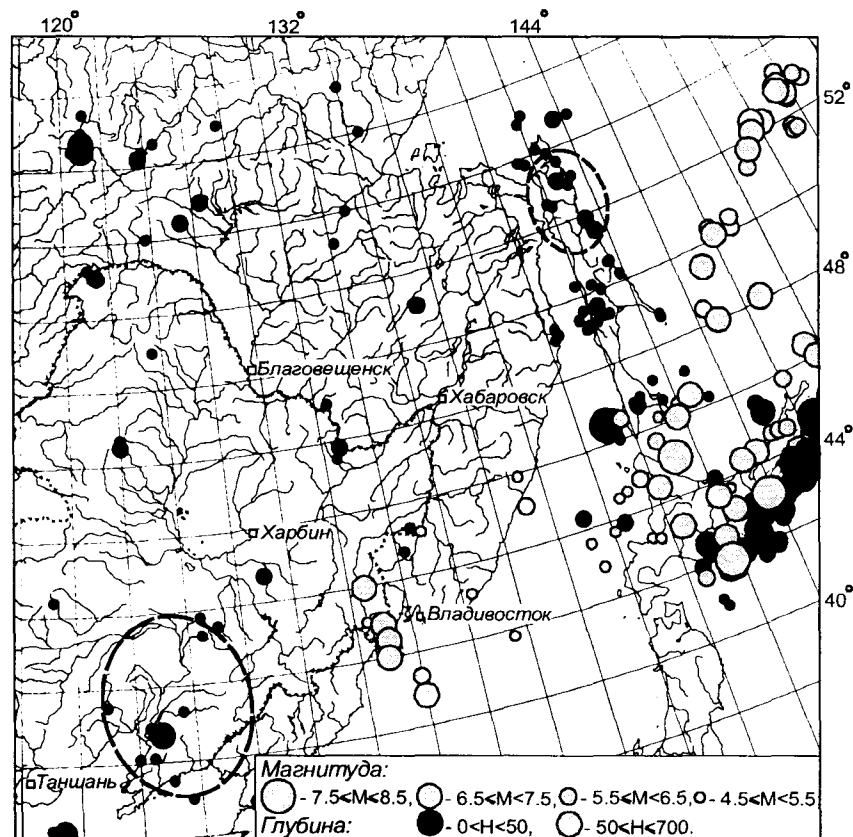 120° 132° 144°
52°
48°
Благовещенск
Хабаровск
44°
Харбин
40°
Владивосток
Таншань
Магнитуда:
- 7.5≤M≤8.5, - 6.5≤M<7.5, - 5.5≤M<6.5, - 4.5≤M<5.5
Глубина: - 0<H<50, - 50≤H≤700.